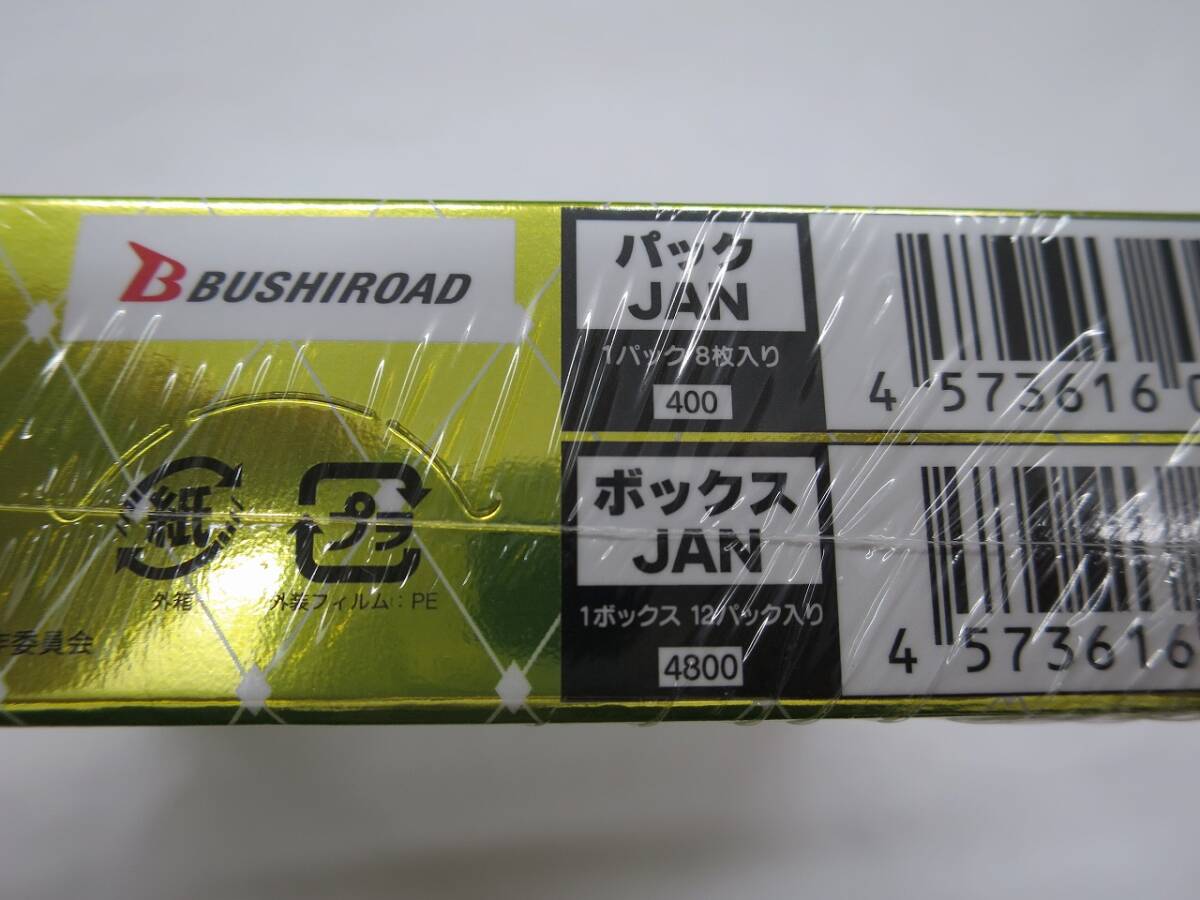 BUSHIROAD
パック
JAN
1パック 8枚入り
400
4 573616
紙
外箱
プラ
外装フィルム：PE
作委員会
ボックス
JAN
1ボックス 12パック入り
4800
4 573616